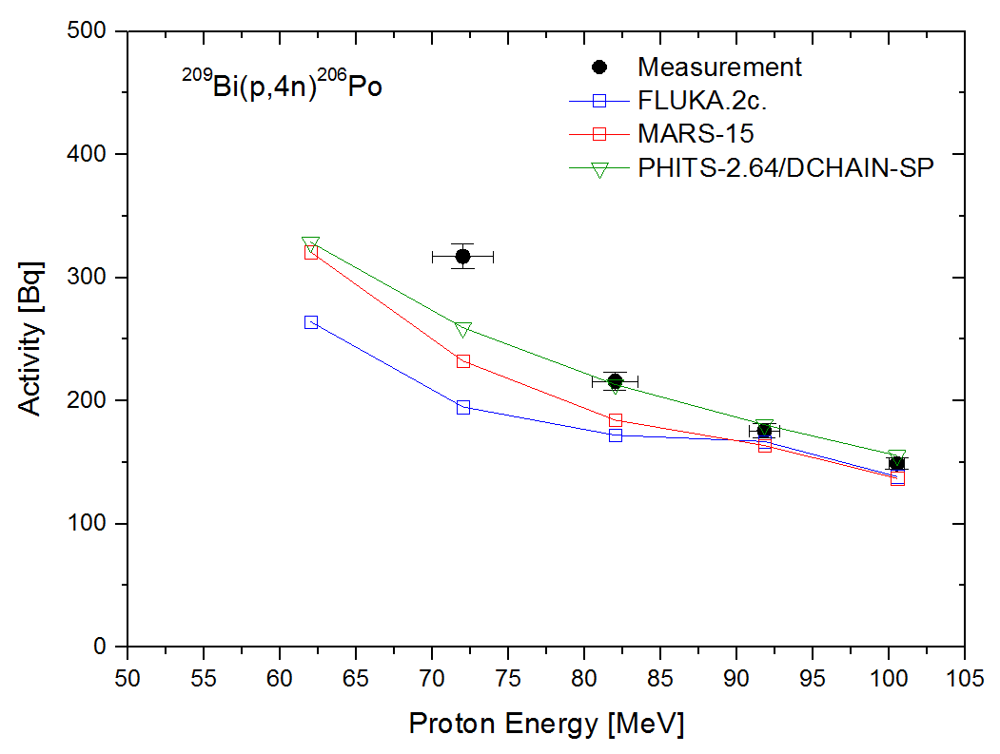 500
400
300
200
100
0
Activity [Bq]
²⁰⁹Bi(p,4n)²⁰⁶Po
Measurement
FLUKA.2c.
MARS-15
PHITS-2.64/DCHAIN-SP
50 55 60 65 70 75 80 85 90 95 100 105
Proton Energy [MeV]